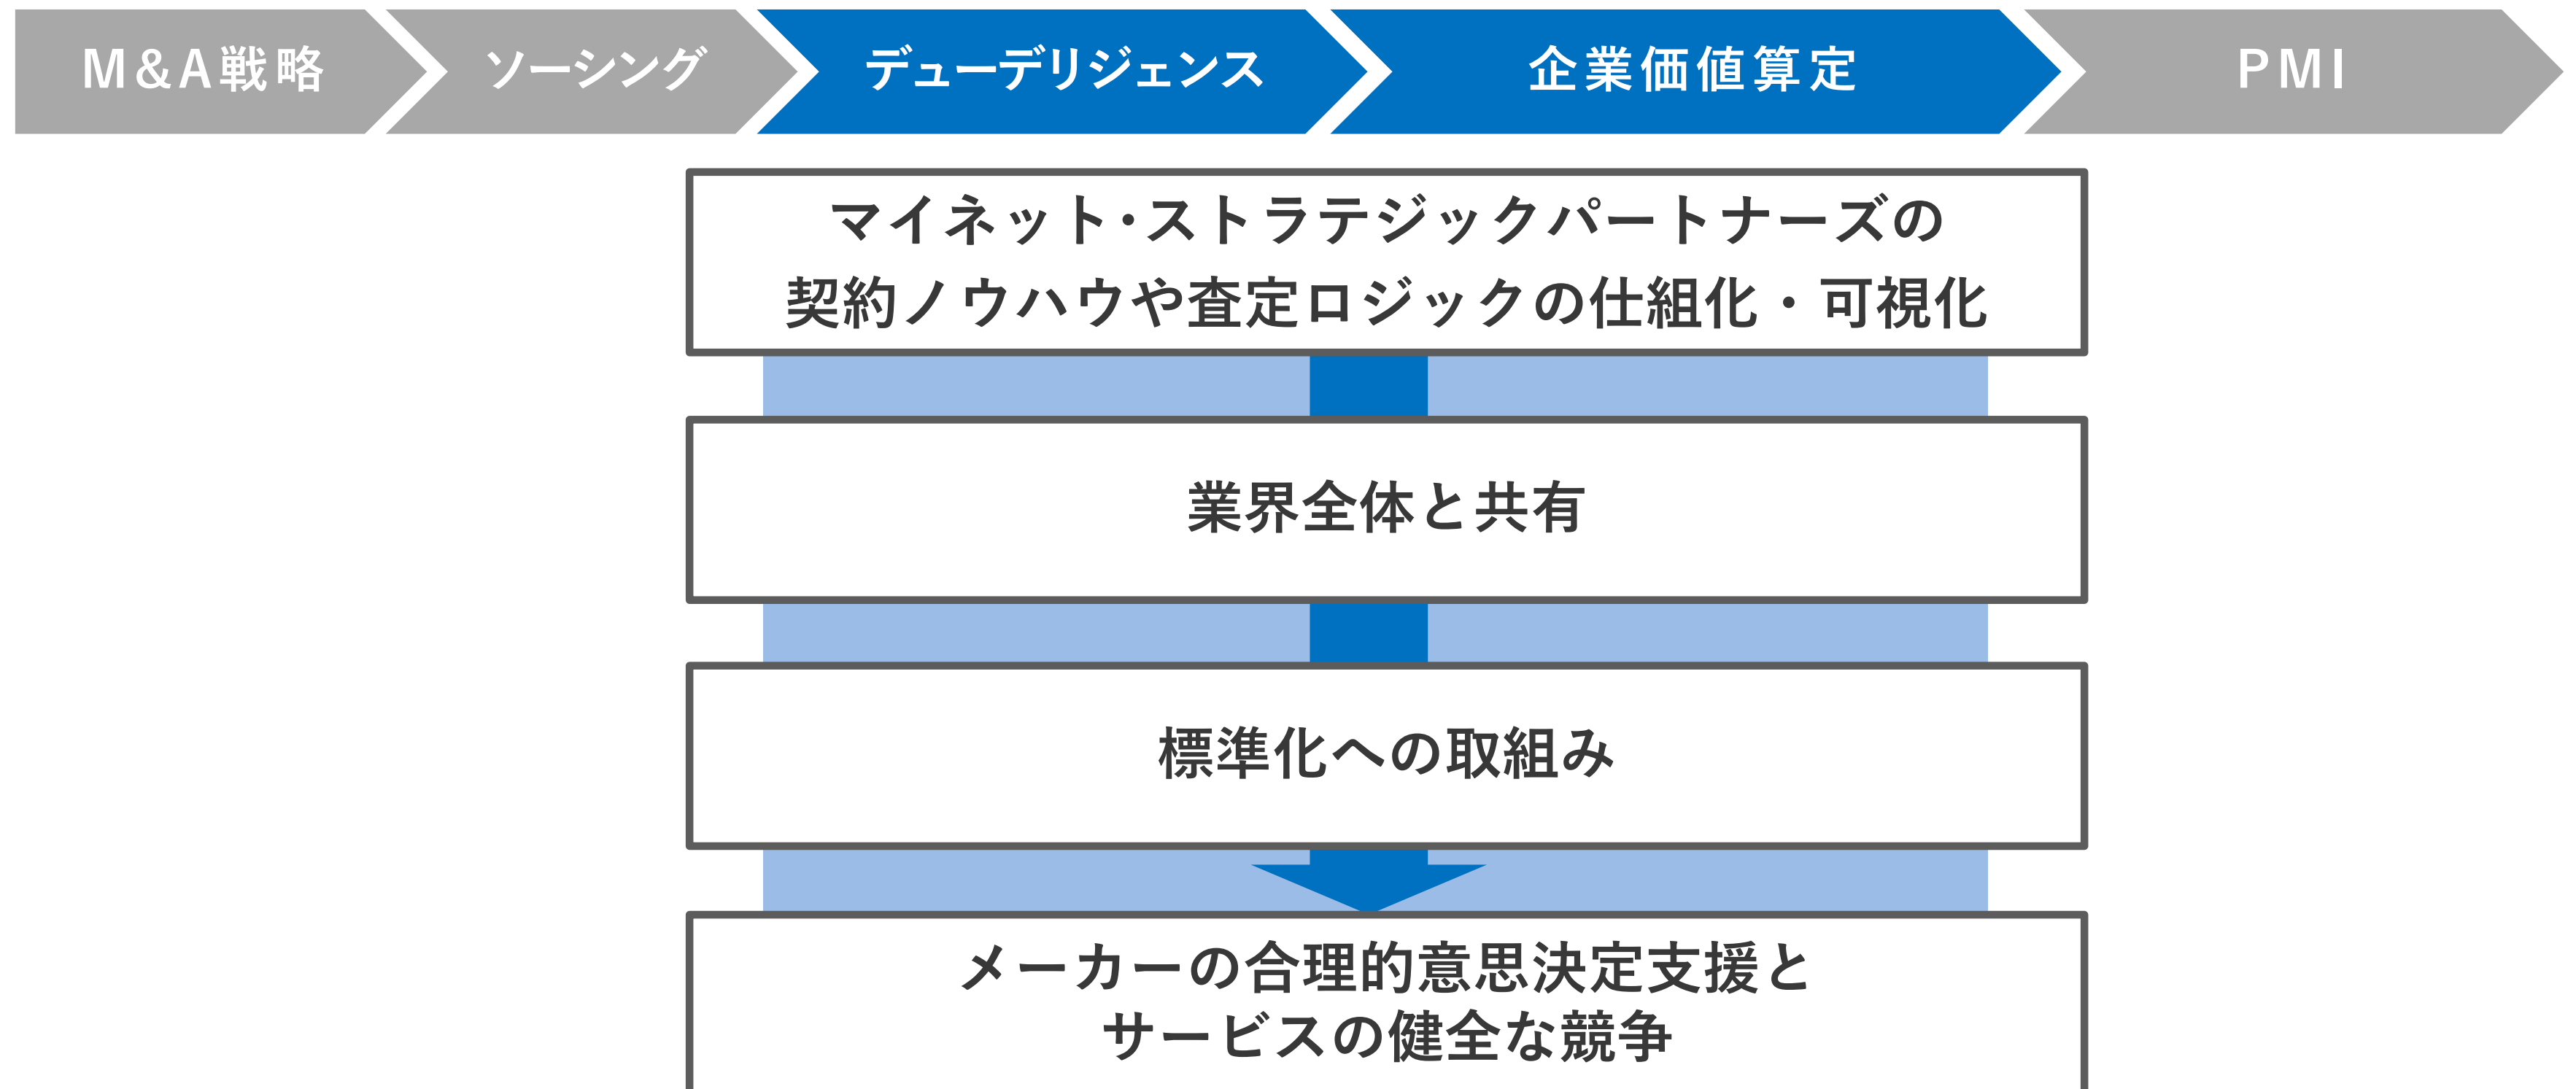 M&A戦略
ソーシング
デューデリジェンス
企業価値算定
PMI
マイネット・ストラテジックパートナーズの
契約ノウハウや査定ロジックの仕組化・可視化
業界全体と共有
標準化への取組み
メーカーの合理的意思決定支援と
サービスの健全な競争